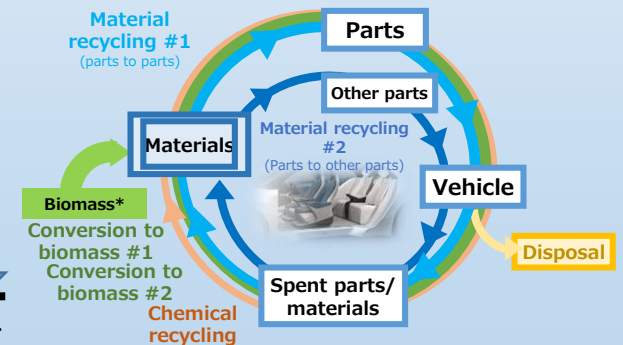 Material
recycling #1
(parts to parts)
Parts
Other parts
Materials
Material recycling
#2
(Parts to other parts)
Vehicle
Biomass*
Conversion to
biomass #1
Conversion to
biomass #2
Disposal
Spent parts/
materials
Chemical
recycling